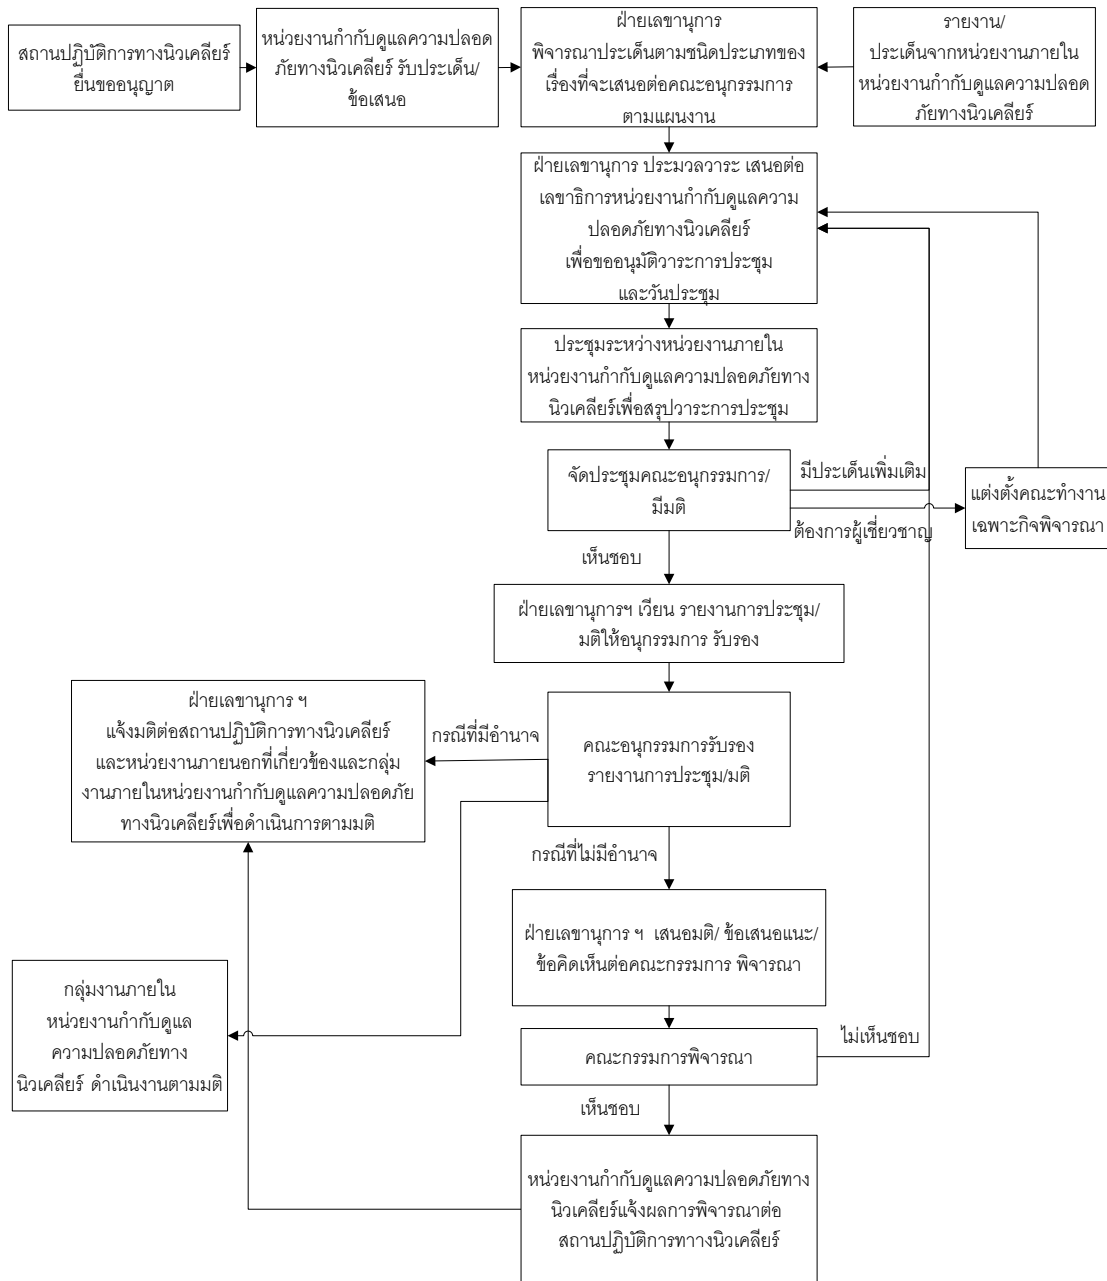 สถานปฏิบัติการทางนิวเคลียร์
ยื่นขออนุญาต
หน่วยงานกำกับดูแลความปลอด
ภัยทางนิวเคลียร์ รับประเด็น/
ข้อเสนอ
ฝ่ายเลขานุการ
พิจารณาประเด็นตามชนิดประเภทของ
เรื่องที่จะเสนอต่อคณะอนุกรรมการ
ตามแผนงาน
รายงาน/
ประเด็นจากหน่วยงานภายใน
หน่วยงานกำกับดูแลความปลอด
ภัยทางนิวเคลียร์
ฝ่ายเลขานุการ ประมวลวาระ เสนอต่อ
เลขาธิการหน่วยงานกำกับดูแลความ
ปลอดภัยทางนิวเคลียร์
เพื่อขออนุมัติวาระการประชุม
และวันประชุม
ประชุมระหว่างหน่วยงานภายใน
หน่วยงานกำกับดูแลความปลอดภัยทาง
นิวเคลียร์เพื่อสรุปวาระการประชุม
จัดประชุมคณะอนุกรรมการ/
มีมติ
มีประเด็นเพิ่มเติม
ต้องการผู้เชี่ยวชาญ
แต่งตั้งคณะทำงาน
เฉพาะกิจพิจารณา
เห็นชอบ
ฝ่ายเลขานุการฯ เวียน รายงานการประชุม/
มติให้อนุกรรมการ รับรอง
ฝ่ายเลขานุการ ฯ
แจ้งมติต่อสถานปฏิบัติการทางนิวเคลียร์
และหน่วยงานภายนอกที่เกี่ยวข้องและกลุ่ม
งานภายในหน่วยงานกำกับดูแลความปลอดภัย
ทางนิวเคลียร์เพื่อดำเนินการตามมติ
กรณีที่มีอำนาจ
คณะอนุกรรมการรับรอง
รายงานการประชุม/มติ
กรณีที่ไม่มีอำนาจ
ฝ่ายเลขานุการ ฯ เสนอมติ/ ข้อเสนอแนะ/
ข้อคิดเห็นต่อคณะกรรมการ พิจารณา
กลุ่มงานภายใน
หน่วยงานกำกับดูแล
ความปลอดภัยทาง
นิวเคลียร์ ดำเนินงานตามมติ
คณะกรรมการพิจารณา
ไม่เห็นชอบ
เห็นชอบ
หน่วยงานกำกับดูแลความปลอดภัยทาง
นิวเคลียร์แจ้งผลการพิจารณาต่อ
สถานปฏิบัติการทาางนิวเคลียร์